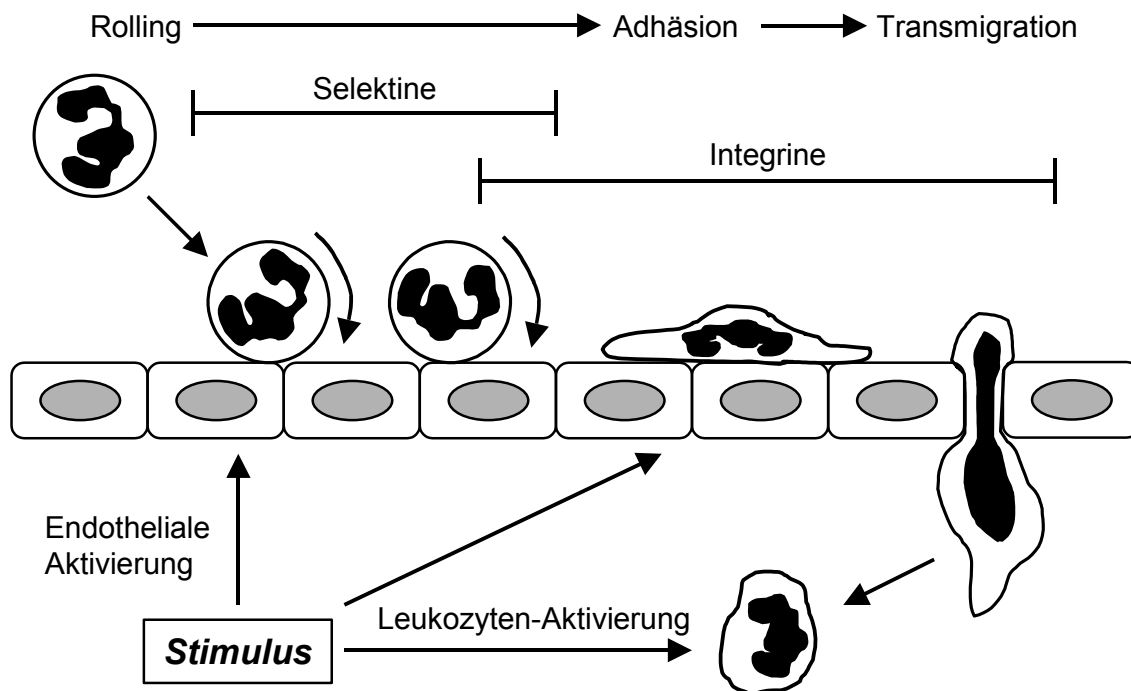 Rolling Adhäsion Transmigration
Selektine
Integrine
Endotheliale
Aktivierung
Leukozyten-Aktivierung
Stimulus